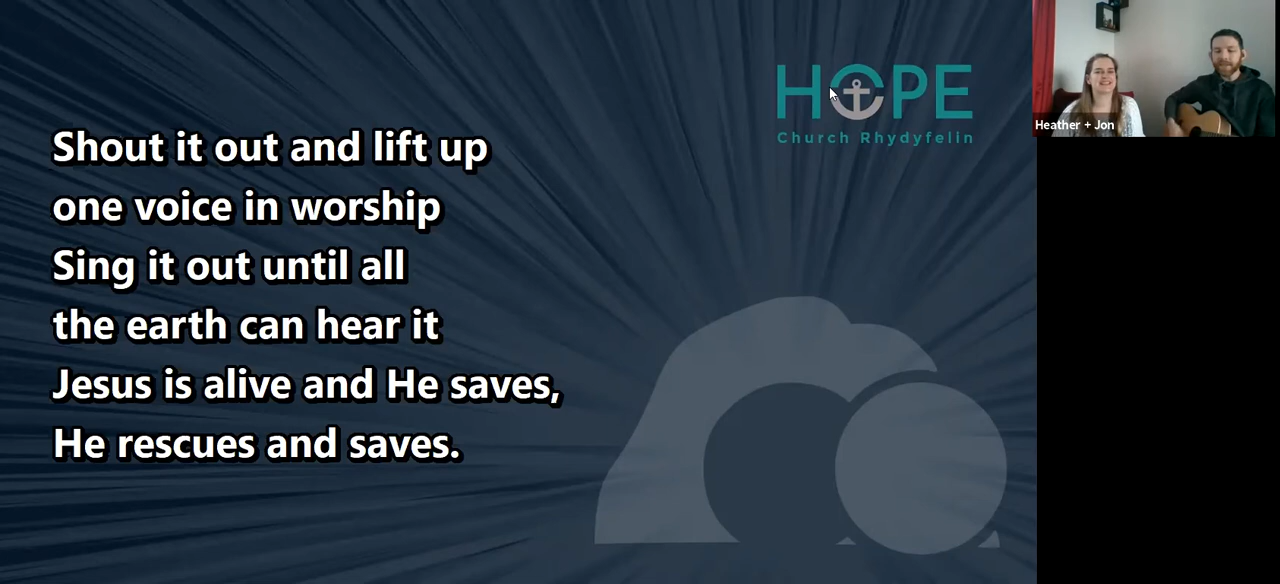 HOPE
Church Rhydyfelin
Heather + Jon
Shout it out and lift up
one voice in worship
Sing it out until all
the earth can hear it
Jesus is alive and He saves,
He rescues and saves.